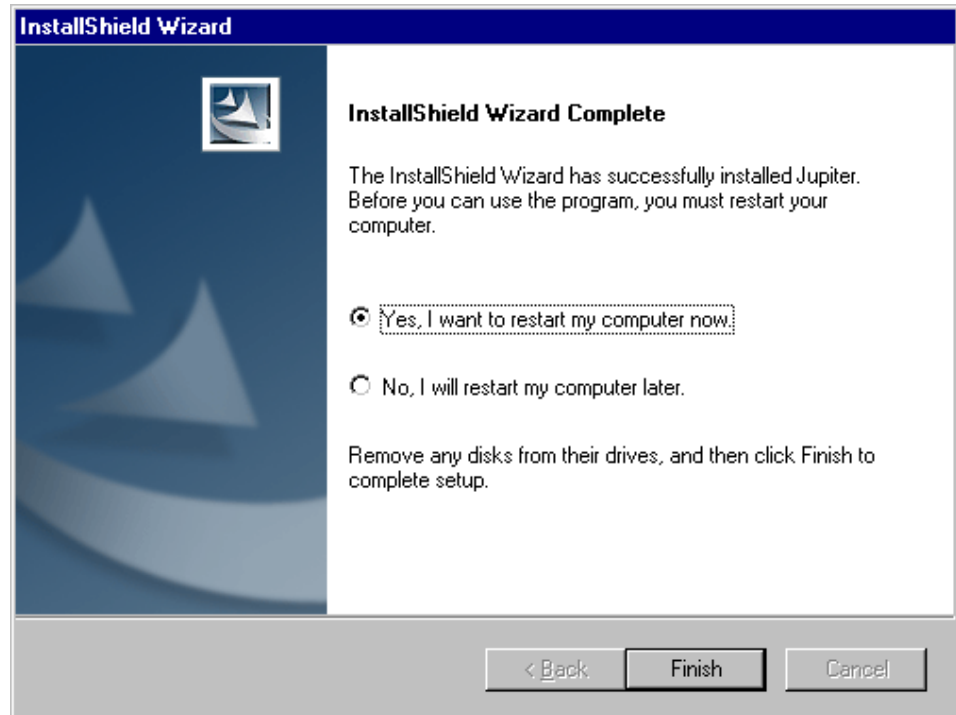 InstallShield Wizard
InstallShield Wizard Complete
The InstallShield Wizard has successfully installed Jupiter.
Before you can use the program, you must restart your
computer.
Yes, I want to restart my computer now.
No, I will restart my computer later.
Remove any disks from their drives, and then click Finish to
complete setup.
< Back Finish Cancel